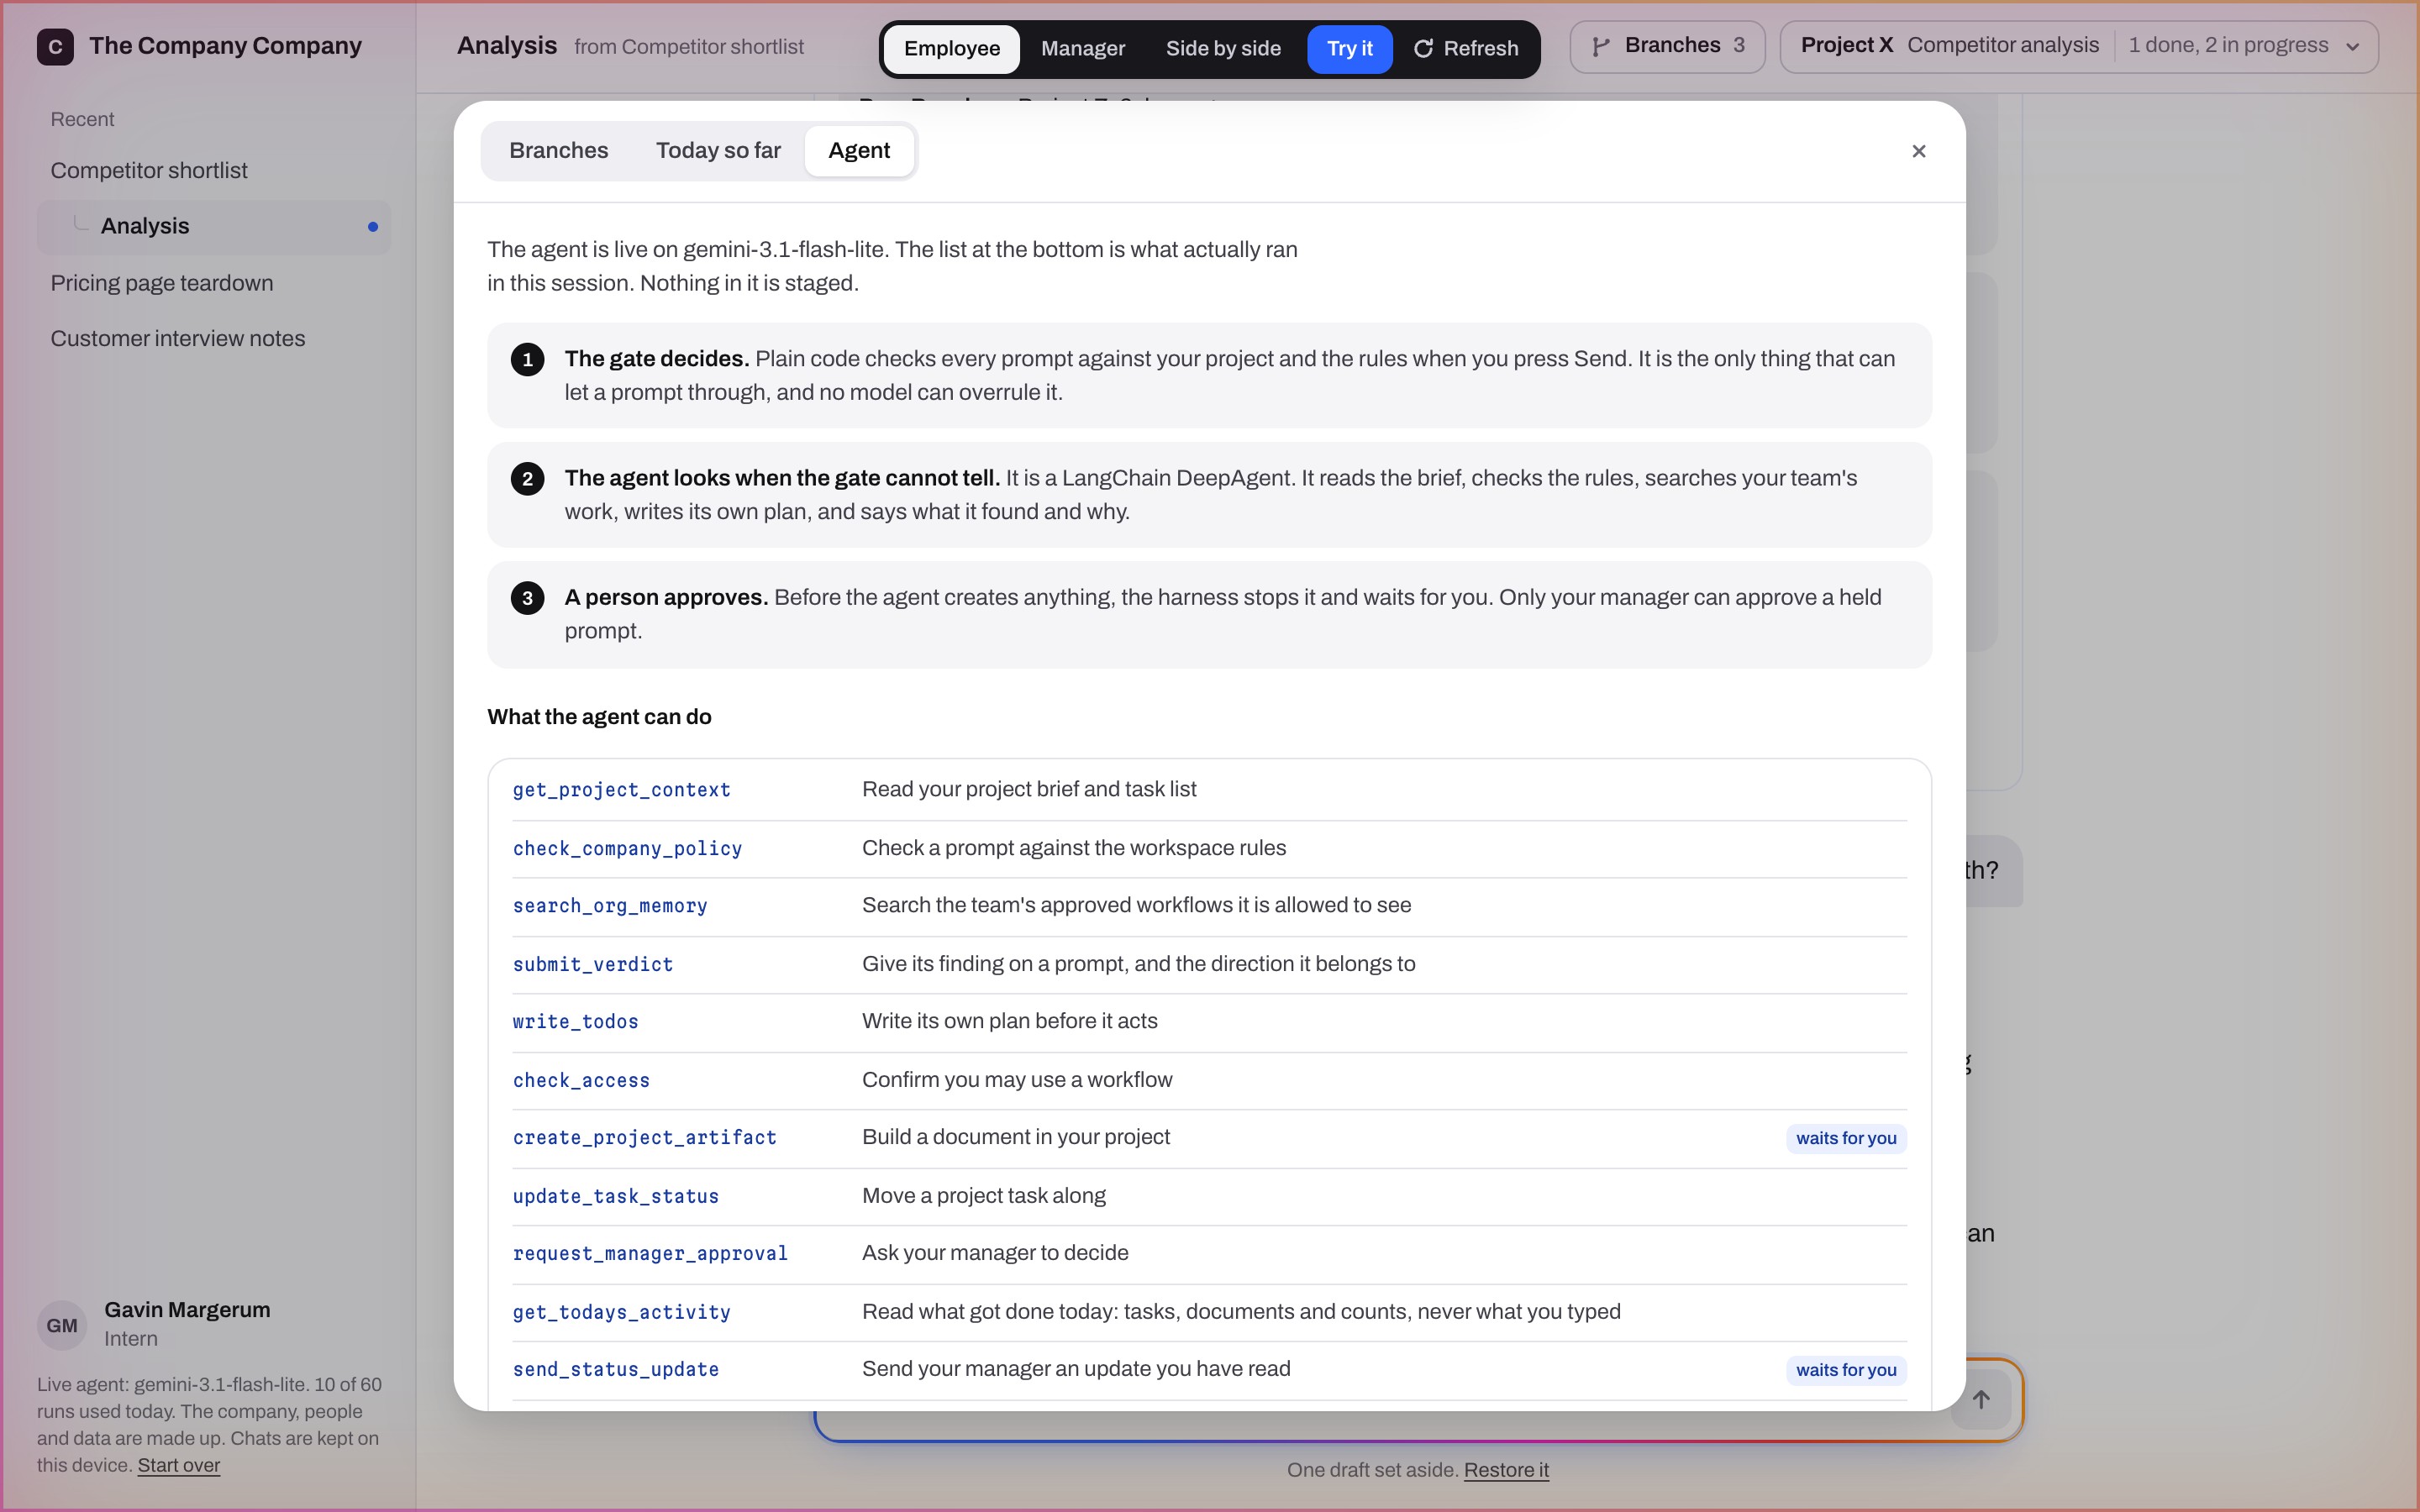 C The Company Company
Recent
Competitor shortlist
Analysis
Pricing page teardown
Customer interview notes
GM
Gavin Margerum
Intern
Live agent: gemini-3.1-flash-lite. 10 of 60
runs used today. The company, people
and data are made up. Chats are kept on
this device. Start over
Analysis from Competitor shortlist
Employee Manager Side by side Try it Refresh
Branches 3
Project X Competitor analysis 1 done, 2 in progress
Branches Today so far Agent
The agent is live on gemini-3.1-flash-lite. The list at the bottom is what actually ran
in this session. Nothing in it is staged.
1 The gate decides. Plain code checks every prompt against your project and the rules when you press Send. It is the only thing that can
let a prompt through, and no model can overrule it.
2 The agent looks when the gate cannot tell. It is a LangChain DeepAgent. It reads the brief, checks the rules, searches your team's
work, writes its own plan, and says what it found and why.
3 A person approves. Before the agent creates anything, the harness stops it and waits for you. Only your manager can approve a held
prompt.
What the agent can do
get_project_context Read your project brief and task list
check_company_policy Check a prompt against the workspace rules
search_org_memory Search the team's approved workflows it is allowed to see
submit_verdict Give its finding on a prompt, and the direction it belongs to
write_todos Write its own plan before it acts
check_access Confirm you may use a workflow
create_project_artifact Build a document in your project waits for you
update_task_status Move a project task along
request_manager_approval Ask your manager to decide
get_todays_activity Read what got done today: tasks, documents and counts, never what you typed
send_status_update Send your manager an update you have read waits for you
th?
an
One draft set aside. Restore it